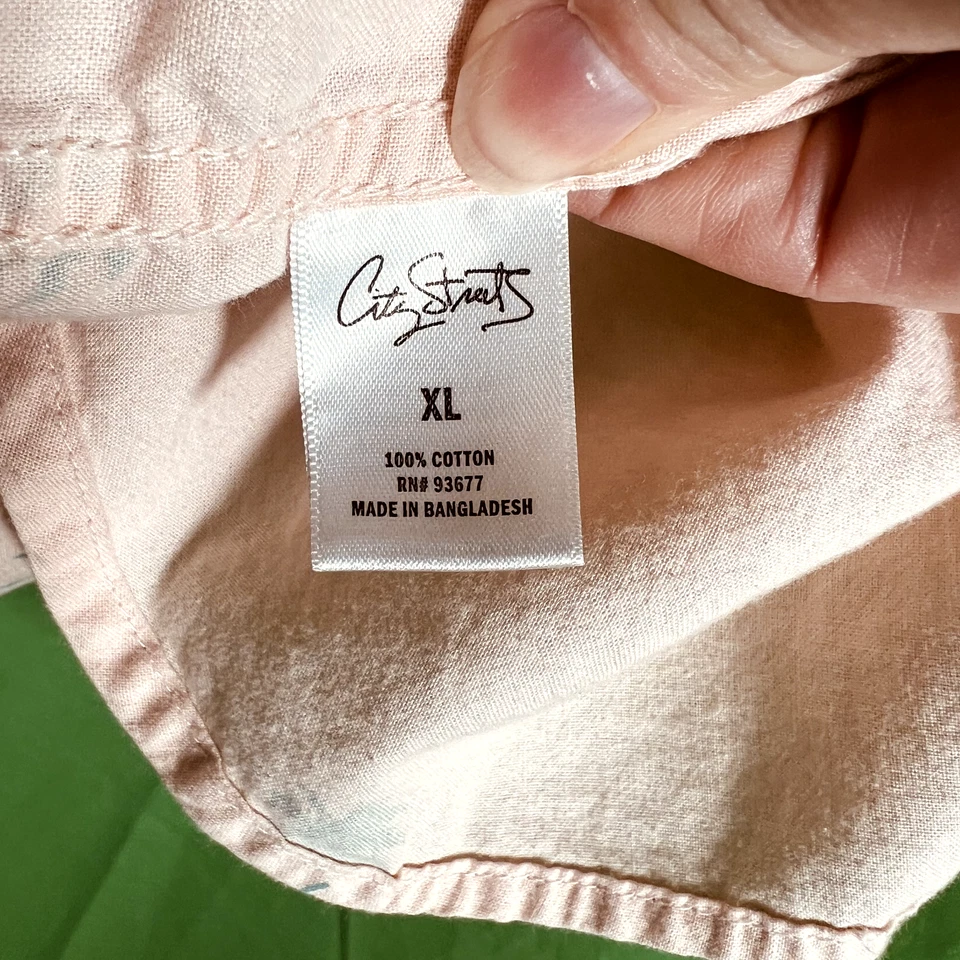 City Streets
XL
100% COTTON
RN# 93677
MADE IN BANGLADESH